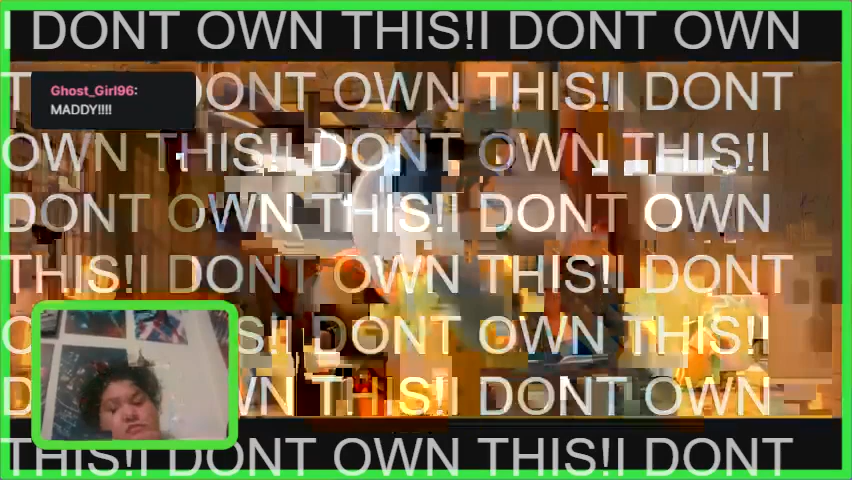 I DONT OWN THIS!I DONT OWN
T DONT OWN THIS!I DONT
Ghost_Girl96:
MADDY!!!!
OWN THIS!I DONT OWN THIS!I
DONT OWN THIS!I DONT OWN
THIS!I DONT OWN THIS!I DONT
O S!I DONT OWN THIS!I
D WN THIS!I DONT OWN
THIS!I DONT OWN THIS!I DONT